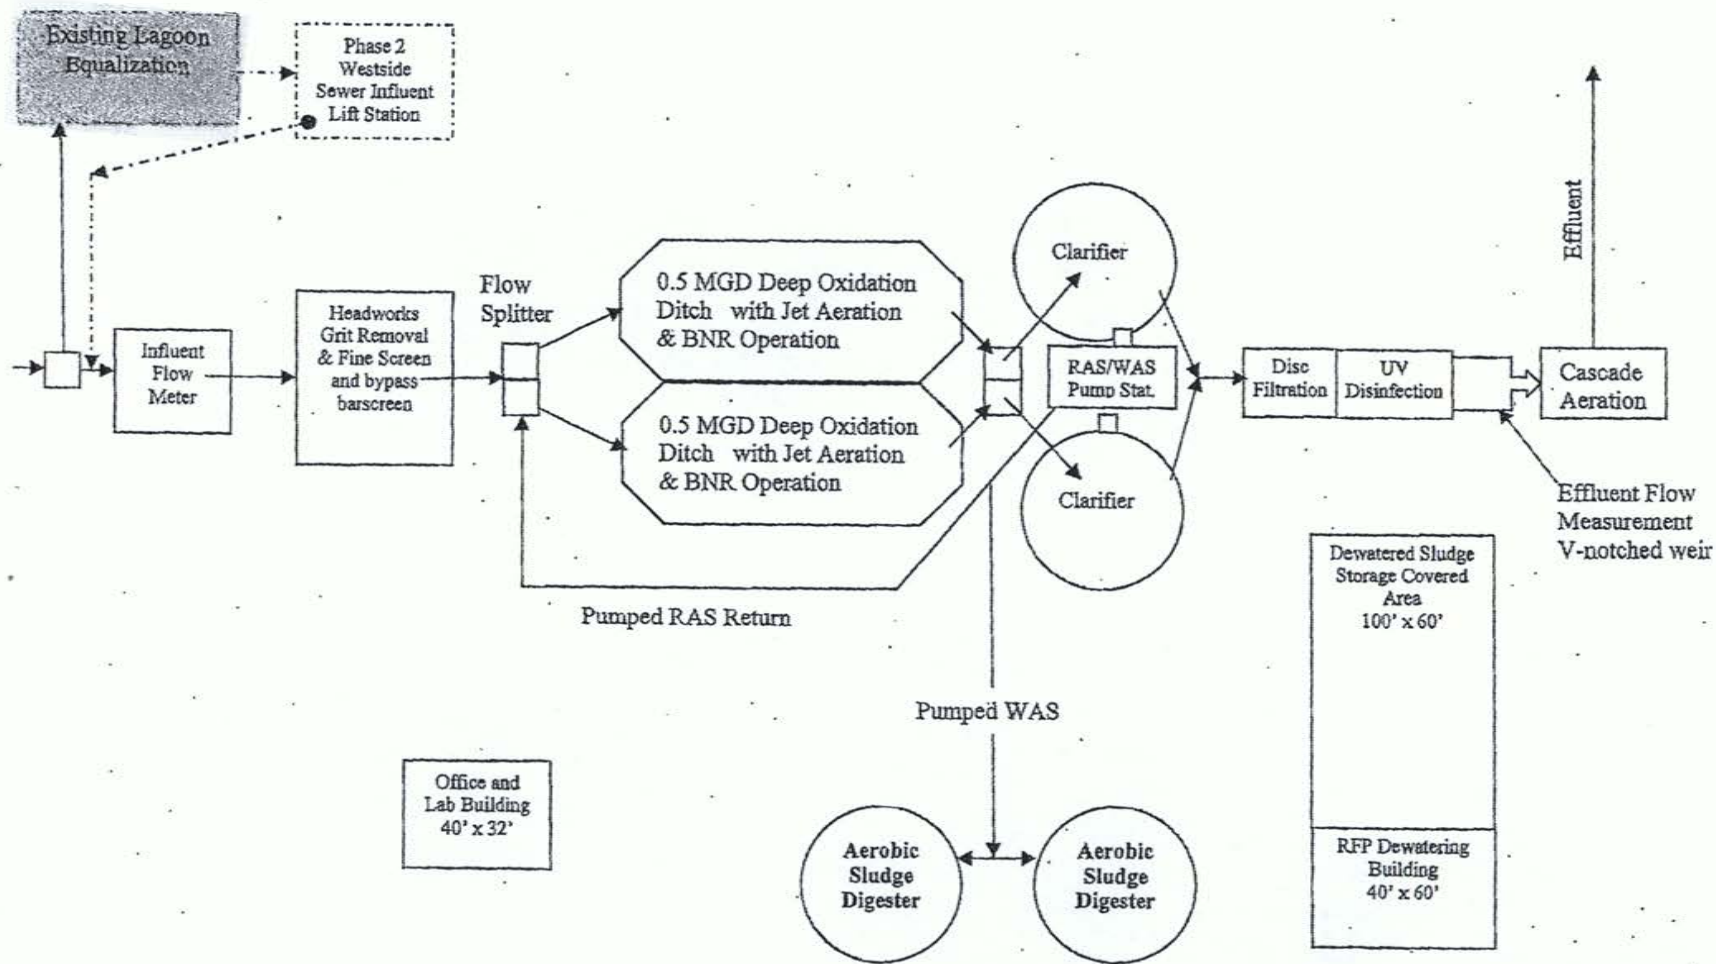 Existing Lagoon
Equalization
Phase 2
Westside
Sewer Influent
Lift Station
Influent
Flow
Meter
Headworks
Grit Removal
& Fine Screen
and bypass
barscreen
Flow
Splitter
0.5 MGD Deep Oxidation
Ditch with Jet Aeration
& BNR Operation
0.5 MGD Deep Oxidation
Ditch with Jet Aeration
& BNR Operation
Clarifier
RAS/WAS
Pump Stat.
Clarifier
Disc
Filtration
UV
Disinfection
Cascade
Aeration
Effluent
Effluent Flow
Measurement
V-notched weir
Pumped RAS Return
Pumped WAS
Dewatered Sludge
Storage Covered
Area
100' x 60'
RFP Dewatering
Building
40' x 60'
Office and
Lab Building
40' x 32'
Aerobic
Sludge
Digester
Aerobic
Sludge
Digester